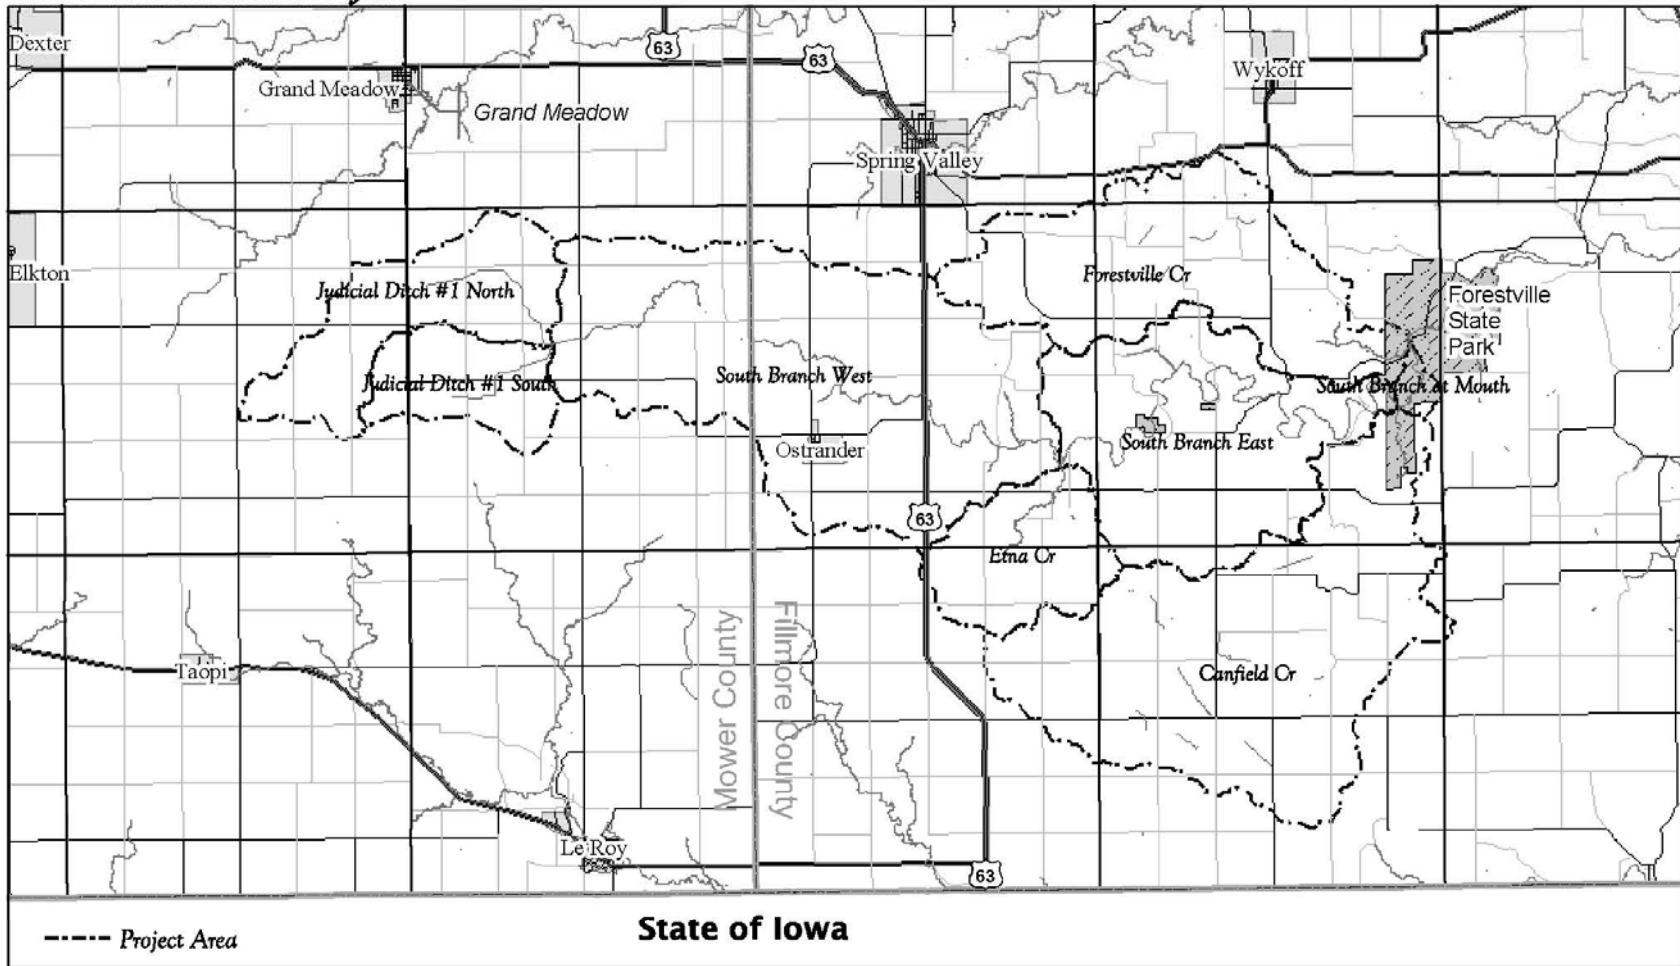 Dexter
63
63
Wykoff
Grand Meadow
Grand Meadow
Spring Valley
Elkton
Forestville Cr
Judicial Ditch #1 North
Forestville
State
Park
Judicial Ditch #1 South
South Branch West
South Branch at Mouth
South Branch East
Ostrander
63
Etna Cr
Mower County
Fillmore County
Taopi
Canfield Cr
Le Roy
63
State of Iowa
Project Area